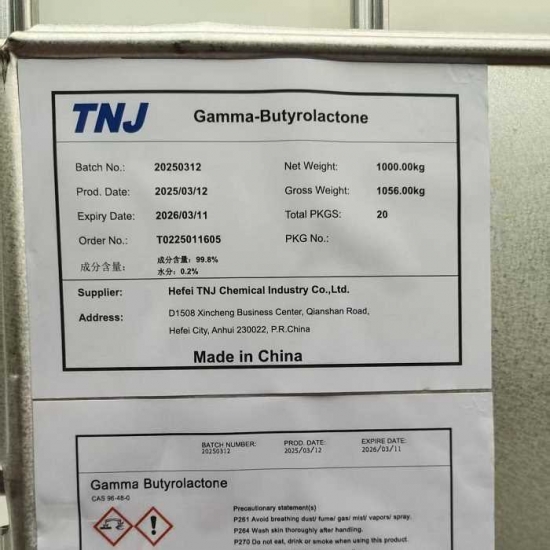 TNJ Gamma-Butyrolactone
Batch No.: 20250312 Net Weight: 1000.00kg
Prod. Date: 2025/03/12 Gross Weight: 1056.00kg
Expiry Date: 2026/03/11 Total PKGS: 20
Order No.: T0225011605 PKG No.:
成分含量: 成分含量: 99.8%
水分: 0.2%
Supplier: Hefei TNJ Chemical Industry Co.,Ltd.
Address: D1508 Xincheng Business Center, Qianshan Road,
Hefei City, Anhui 230022, P.R.China
Made in China
BATCH NUMBER: PROD. DATE: EXPIRE DATE:
20250312 2025/03/12 2026/03/11
Gamma Butyrolactone
CAS 96-48-0
Precautionary statement(s)
P261 Avoid breathing dust/ fume/ gas/ mist/ vapors/ spray.
P264 Wash skin thoroughly after handling.
P270 Do not eat, drink or smoke when using this product.